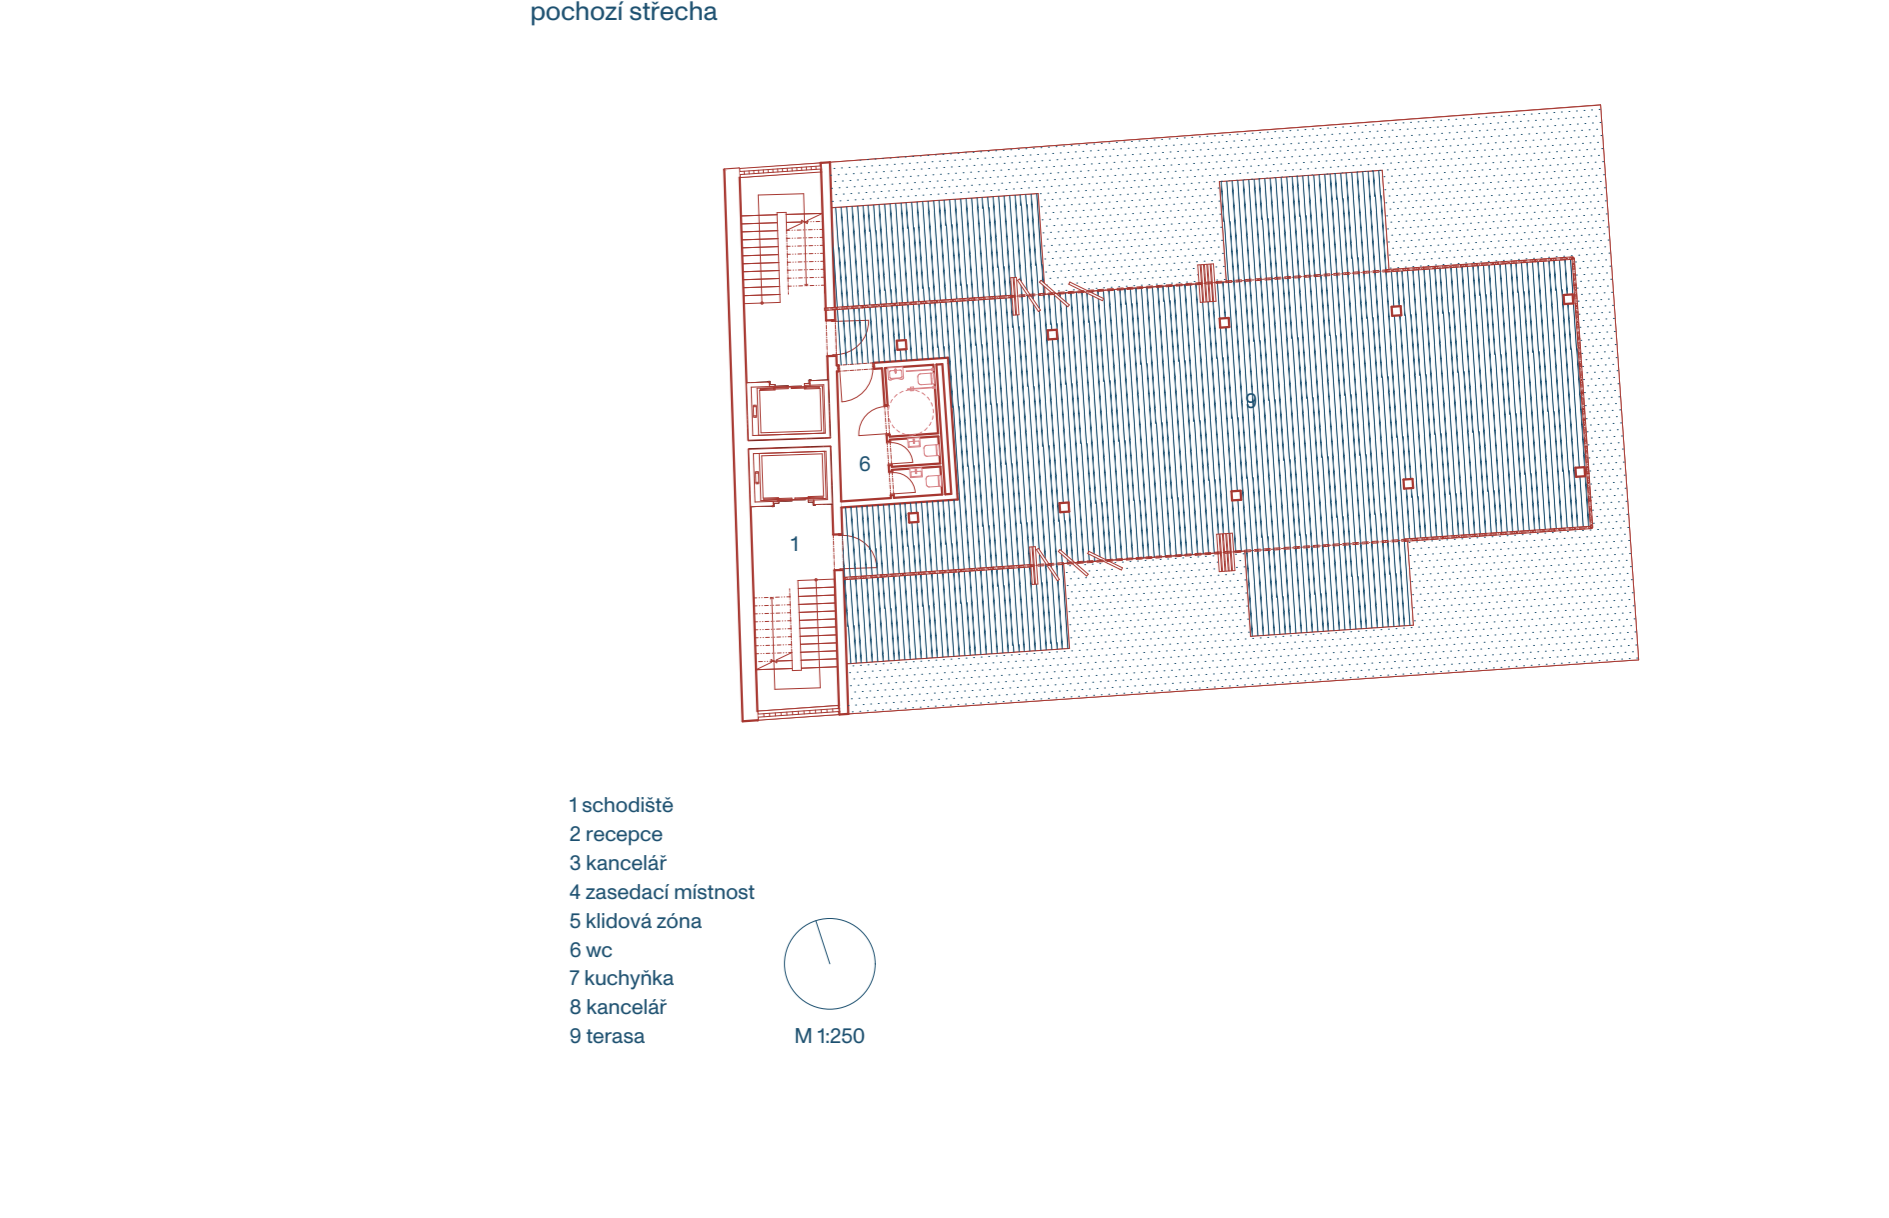 pochozí střecha
9
6
1
1 schodiště
2 recepce
3 kancelář
4 zasedací místnost
5 klidová zóna
6 wc
7 kuchyňka
8 kancelář
9 terasa
M 1:250